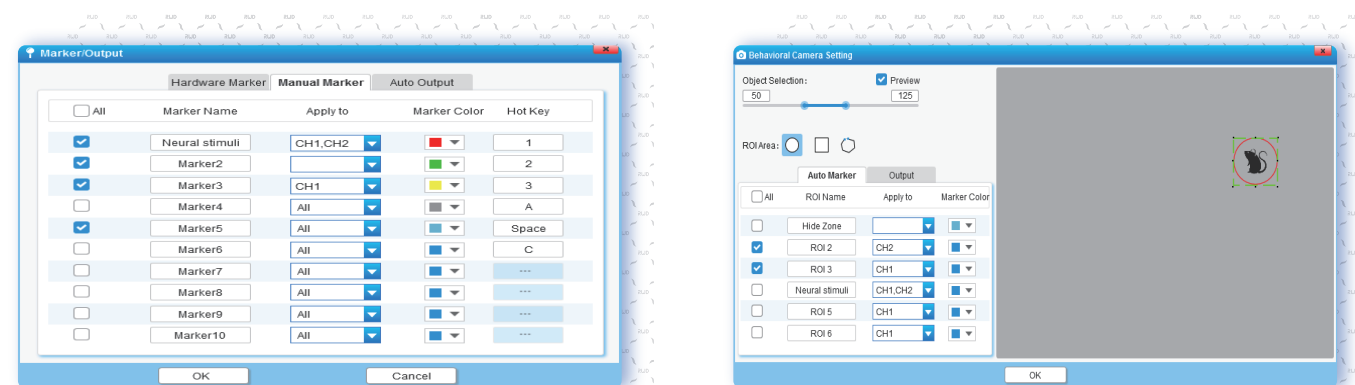 Marker/Output
Hardware Marker Manual Marker Auto Output
All Marker Name Apply to Marker Color Hot Key
Neural stimuli CH1,CH2 1
Marker2 2
Marker3 CH1 3
Marker4 All A
Marker5 All Space
Marker6 All C
Marker7 All ---
Marker8 All ---
Marker9 All ---
Marker10 All ---
OK Cancel
Behavioral Camera Setting
Object Selection: Preview
50 125
ROI Area:
Auto Marker Output
All ROI Name Apply to Marker Color
Hide Zone
ROI 2 CH2
ROI 3 CH1
Neural stimuli CH1,CH2
ROI 5 CH1
ROI 6 CH1
OK